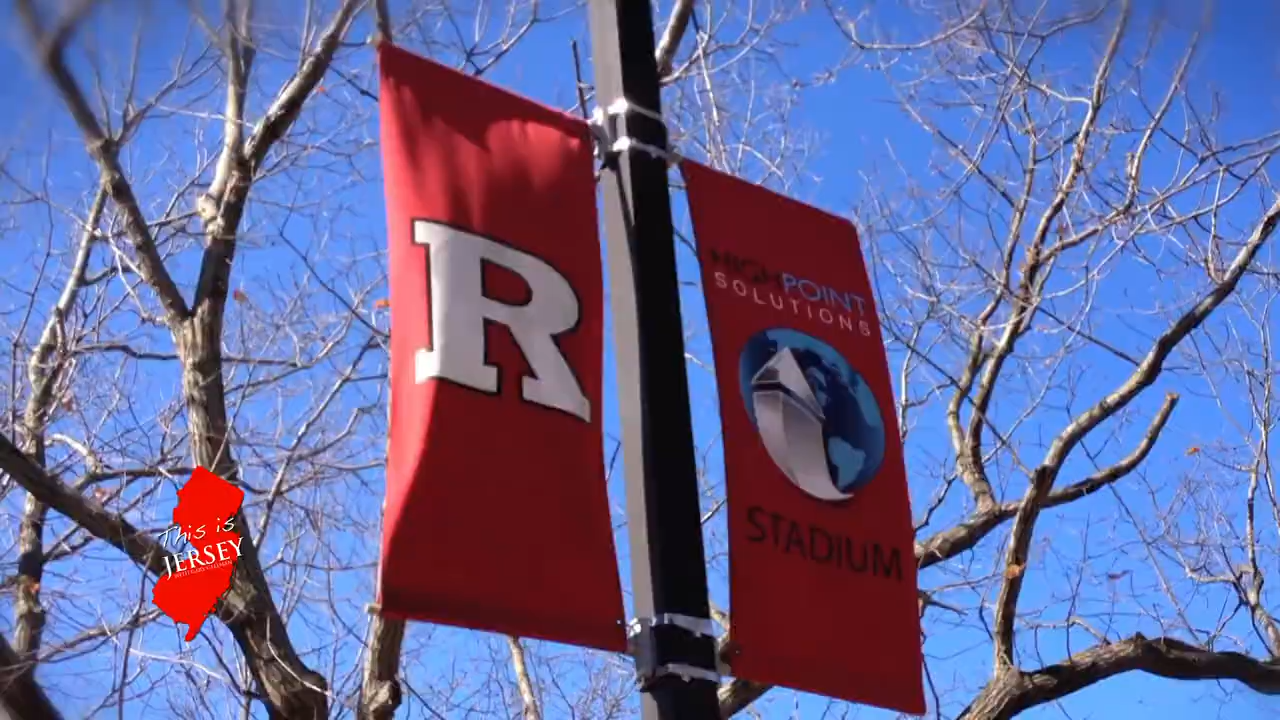 R
HIGHPOINT
SOLUTIONS
STADIUM
This is
JERSEY